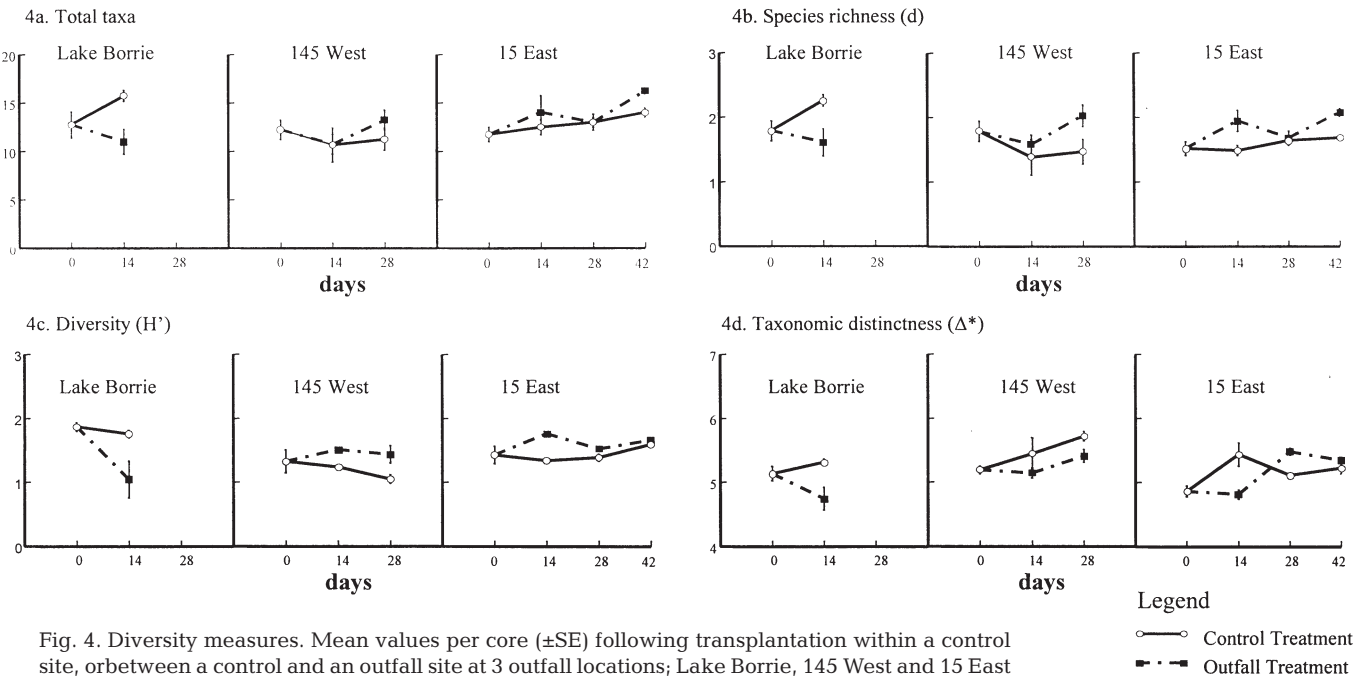 4a. Total taxa
20
15
10
5
0
Lake Borrie
145 West
15 East
0 14 28
0 14 28
0 14 28 42
days
4b. Species richness (d)
3
2
1
0
Lake Borrie
145 West
15 East
0 14 28
0 14 28
0 14 28 42
days
4c. Diversity (H’)
3
2
1
0
Lake Borrie
145 West
15 East
0 14 28
0 14 28
0 14 28 42
days
4d. Taxonomic distinctness (Δ*)
7
6
5
4
Lake Borrie
145 West
15 East
0 14 28
0 14 28
0 14 28 42
days
Legend
Control Treatment
Outfall Treatment
Fig. 4. Diversity measures. Mean values per core (±SE) following transplantation within a control
site, orbetween a control and an outfall site at 3 outfall locations; Lake Borrie, 145 West and 15 East